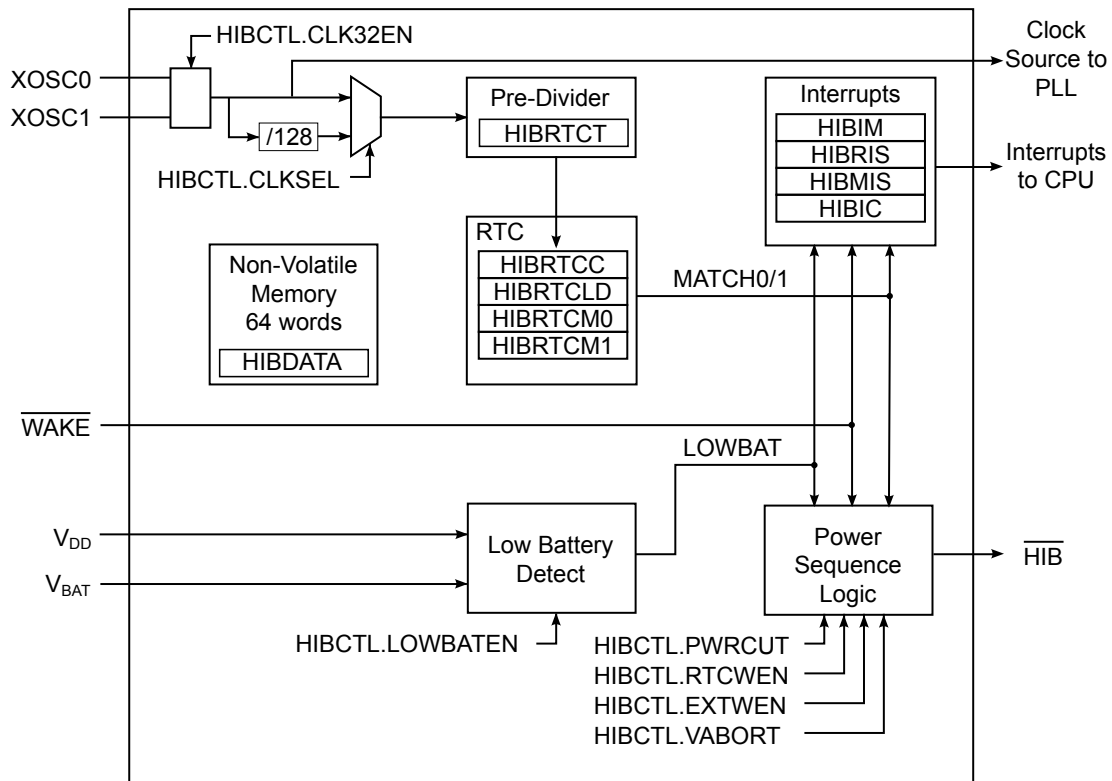 HIBCTL.CLK32EN
XOSC0
XOSC1
/128
HIBCTL.CLKSEL
Pre-Divider
HIBRTCT
Interrupts
HIBIM
HIBRIS
HIBMIS
HIBIC
Clock
Source to
PLL
Interrupts
to CPU
RTC
HIBRTCC
HIBRTCLD
HIBRTCM0
HIBRTCM1
MATCH0/1
Non-Volatile
Memory
64 words
HIBDATA
WAKE
LOWBAT
VDD
VBAT
Low Battery
Detect
HIBCTL.LOWBATEN
Power
Sequence
Logic
HIB
HIBCTL.PWRCUT
HIBCTL.RTCWEN
HIBCTL.EXTWEN
HIBCTL.VABORT